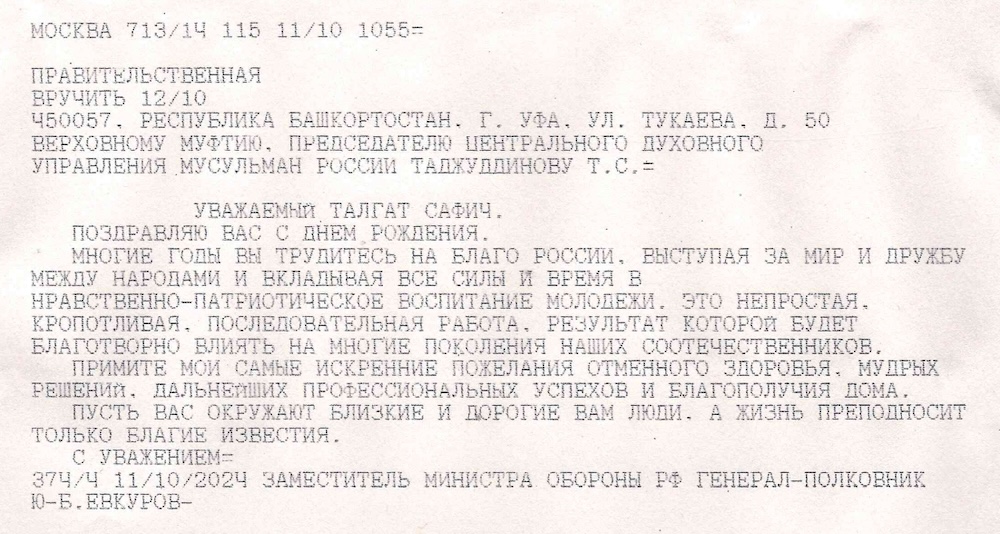 МОСКВА 713/14 115 11/10 1055=
ПРАВИТЕЛЬСТВЕННАЯ
ВРУЧИТЬ 12/10
450057, РЕСПУБЛИКА БАШКОРТОСТАН, Г. УФА, УЛ. ТУКАЕВА, Д. 50
ВЕРХОВНОМУ МУФТИЮ, ПРЕДСЕДАТЕЛЮ ЦЕНТРАЛЬНОГО ДУХОВНОГО
УПРАВЛЕНИЯ МУСУЛЬМАН РОССИИ ТАДЖУДДИНОВУ Т.С.=
УВАЖАЕМЫЙ ТАЛГАТ САФИЧ.
ПОЗДРАВЛЯЮ ВАС С ДНЕМ РОЖДЕНИЯ.
МНОГИЕ ГОДЫ ВЫ ТРУДИТЕСЬ НА БЛАГО РОССИИ, ВЫСТУПАЯ ЗА МИР И ДРУЖБУ
МЕЖДУ НАРОДАМИ И ВКЛАДЫВАЯ ВСЕ СИЛЫ И ВРЕМЯ В
НРАВСТВЕННО-ПАТРИОТИЧЕСКОЕ ВОСПИТАНИЕ МОЛОДЕЖИ. ЭТО НЕПРОСТАЯ,
КРОПОТЛИВАЯ, ПОСЛЕДОВАТЕЛЬНАЯ РАБОТА, РЕЗУЛЬТАТ КОТОРОЙ БУДЕТ
БЛАГОТВОРНО ВЛИЯТЬ НА МНОГИЕ ПОКОЛЕНИЯ НАШИХ СООТЕЧЕСТВЕННИКОВ.
ПРИМИТЕ МОИ САМЫЕ ИСКРЕННИЕ ПОЖЕЛАНИЯ ОТМЕННОГО ЗДОРОВЬЯ, МУДРЫХ
РЕШЕНИЙ, ДАЛЬНЕЙШИХ ПРОФЕССИОНАЛЬНЫХ УСПЕХОВ И БЛАГОПОЛУЧИЯ ДОМА.
ПУСТЬ ВАС ОКРУЖАЮТ БЛИЗКИЕ И ДОРОГИЕ ВАМ ЛЮДИ, А ЖИЗНЬ ПРЕПОДНОСИТ
ТОЛЬКО БЛАГИЕ ИЗВЕСТИЯ.
С УВАЖЕНИЕМ=
374/4 11/10/2024 ЗАМЕСТИТЕЛЬ МИНИСТРА ОБОРОНЫ РФ ГЕНЕРАЛ-ПОЛКОВНИК
Ю-Б.ЕВКУРОВ-